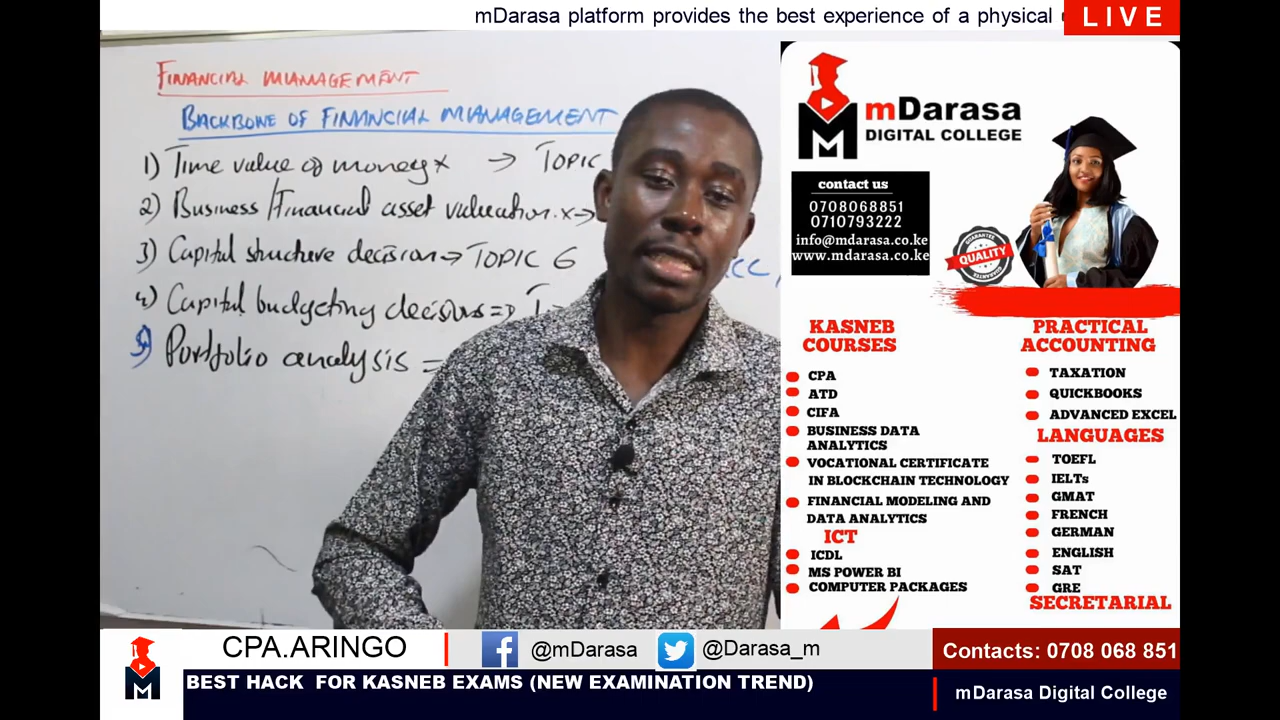 mDarasa platform provides the best experience of a physical
LIVE
FINANCIAL MANAGEMENT
BACKBONE OF FINANCIAL MANAGEMENT
1) Time value of money x → TOPIC
2) Business/Financial asset valuation. x →
3) Capital structure decision → TOPIC 6
4) Capital budgeting decisions =>
5) Portfolio analysis =
mDarasa
DIGITAL COLLEGE
contact us
0708068851
0710793222
info@mdarasa.co.ke
www.mdarasa.co.ke
GUARANTEE
QUALITY
KASNEB
COURSES
CPA
ATD
CIFA
BUSINESS DATA
ANALYTICS
VOCATIONAL CERTIFICATE
IN BLOCKCHAIN TECHNOLOGY
FINANCIAL MODELING AND
DATA ANALYTICS
ICT
ICDL
MS POWER BI
COMPUTER PACKAGES
PRACTICAL
ACCOUNTING
TAXATION
QUICKBOOKS
ADVANCED EXCEL
LANGUAGES
TOEFL
IELTs
GMAT
FRENCH
GERMAN
ENGLISH
SAT
GRE
SECRETARIAL
CPA.ARINGO
@mDarasa
@Darasa_m
Contacts: 0708 068 851
BEST HACK FOR KASNEB EXAMS (NEW EXAMINATION TREND)
mDarasa Digital College